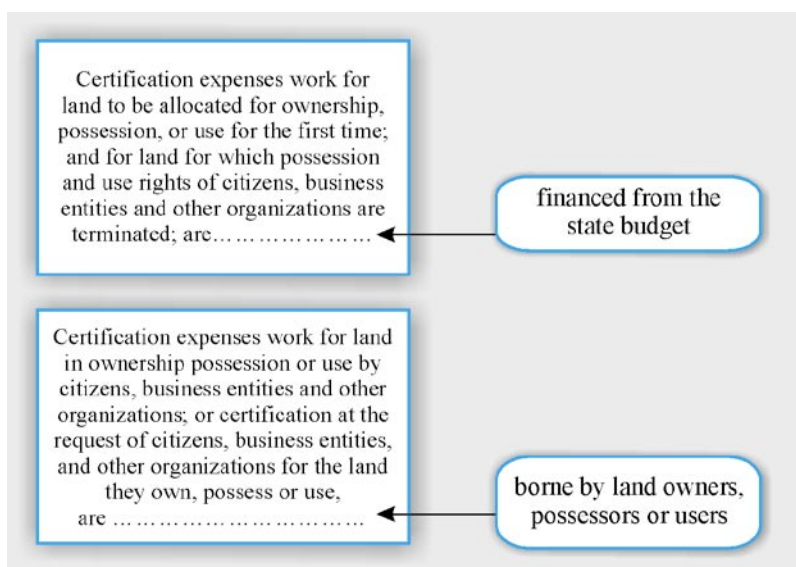 Certification expenses work for
land to be allocated for ownership,
possession, or use for the first time;
and for land for which possession
and use rights of citizens, business
entities and other organizations are
terminated; are… … … … … … …
financed from the
state budget
Certification expenses work for land
in ownership possession or use by
citizens, business entities and other
organizations; or certification at the
request of citizens, business entities,
and other organizations for the land
they own, possess or use,
are … … … … … … … … … …
borne by land owners,
possessors or users